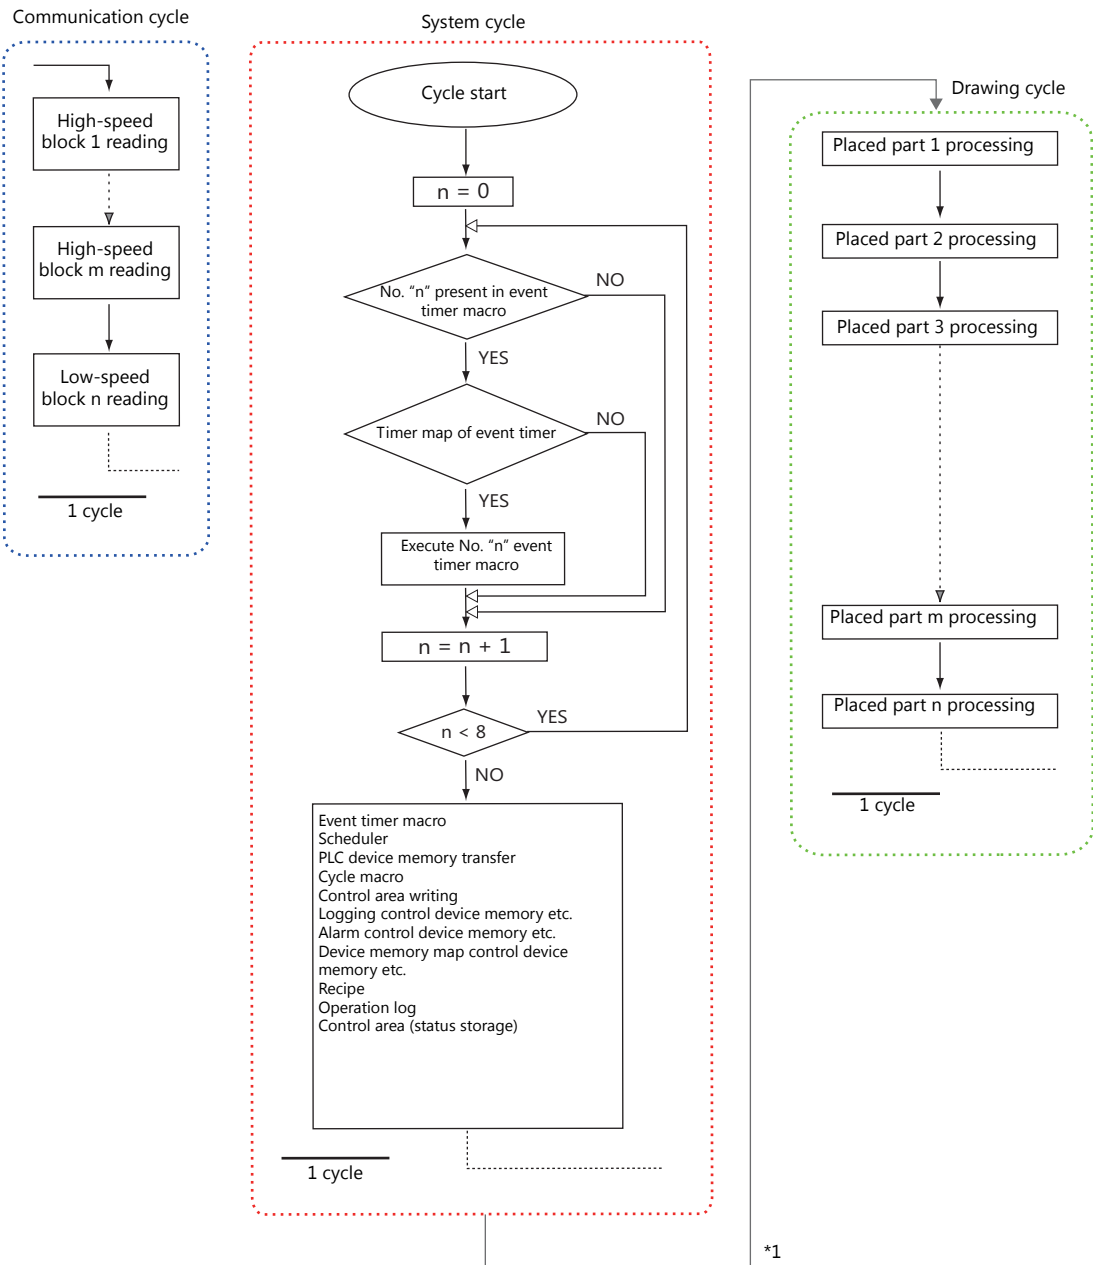 Communication cycle
High-speed
block 1 reading
High-speed
block m reading
Low-speed
block n reading
1 cycle
System cycle
Cycle start
n = 0
No. “n” present in event
timer macro
NO
YES
Timer map of event timer
NO
YES
Execute No. “n” event
timer macro
n = n + 1
n < 8
YES
NO
Event timer macro
Scheduler
PLC device memory transfer
Cycle macro
Control area writing
Logging control device memory etc.
Alarm control device memory etc.
Device memory map control device
memory etc.
Recipe
Operation log
Control area (status storage)
1 cycle
Drawing cycle
Placed part 1 processing
Placed part 2 processing
Placed part 3 processing
Placed part m processing
Placed part n processing
1 cycle
*1